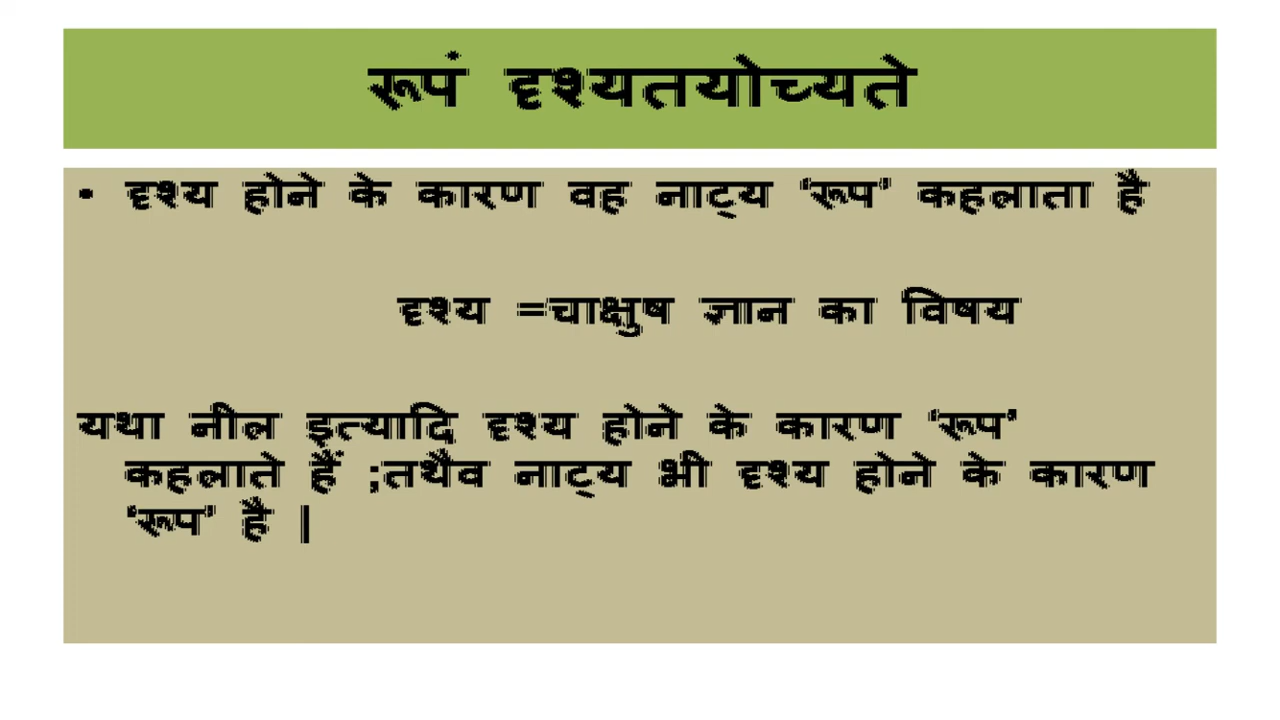 रूपं दृश्यतयोच्यते
• दृश्य होने के कारण वह नाट्य ‘रूप’ कहलाता है
दृश्य =चाक्षुष ज्ञान का विषय
यथा नील इत्यादि दृश्य होने के कारण ‘रूप’
कहलाते हैं ;तथैव नाट्य भी दृश्य होने के कारण
‘रूप’ है |